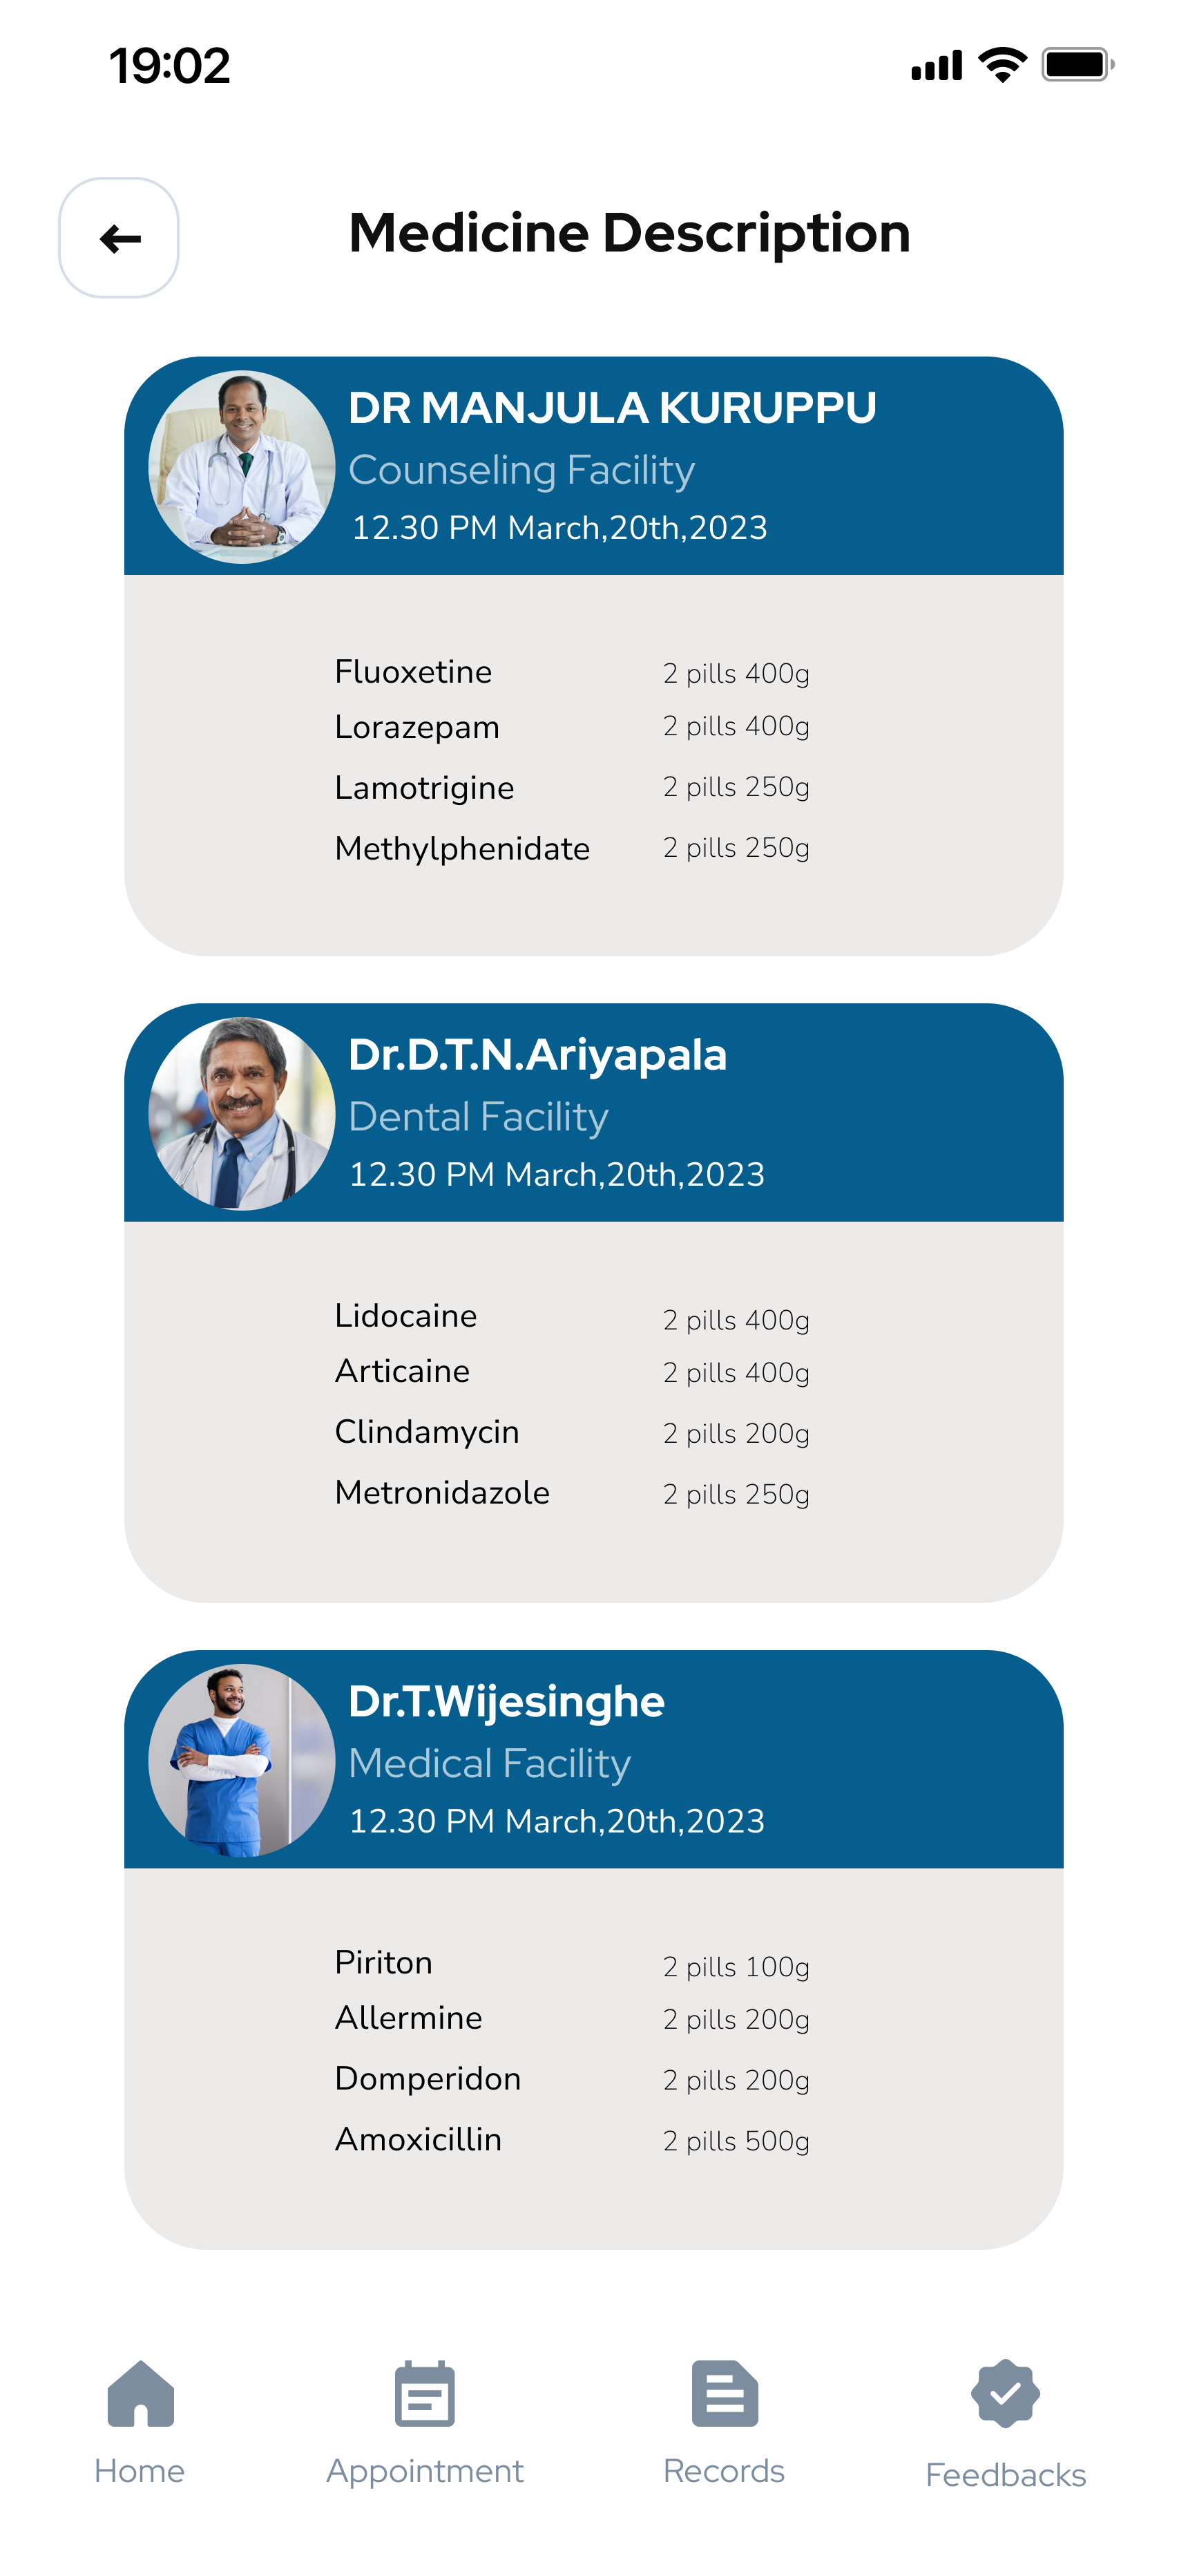 19:02
Medicine Description
DR MANJULA KURUPPU
Counseling Facility
12.30 PM March,20th,2023
Fluoxetine 2 pills 400g
Lorazepam 2 pills 400g
Lamotrigine 2 pills 250g
Methylphenidate 2 pills 250g
Dr.D.T.N.Ariyapala
Dental Facility
12.30 PM March,20th,2023
Lidocaine 2 pills 400g
Articaine 2 pills 400g
Clindamycin 2 pills 200g
Metronidazole 2 pills 250g
Dr.T.Wijesinghe
Medical Facility
12.30 PM March,20th,2023
Piriton 2 pills 100g
Allermine 2 pills 200g
Domperidon 2 pills 200g
Amoxicillin 2 pills 500g
Home Appointment Records Feedbacks